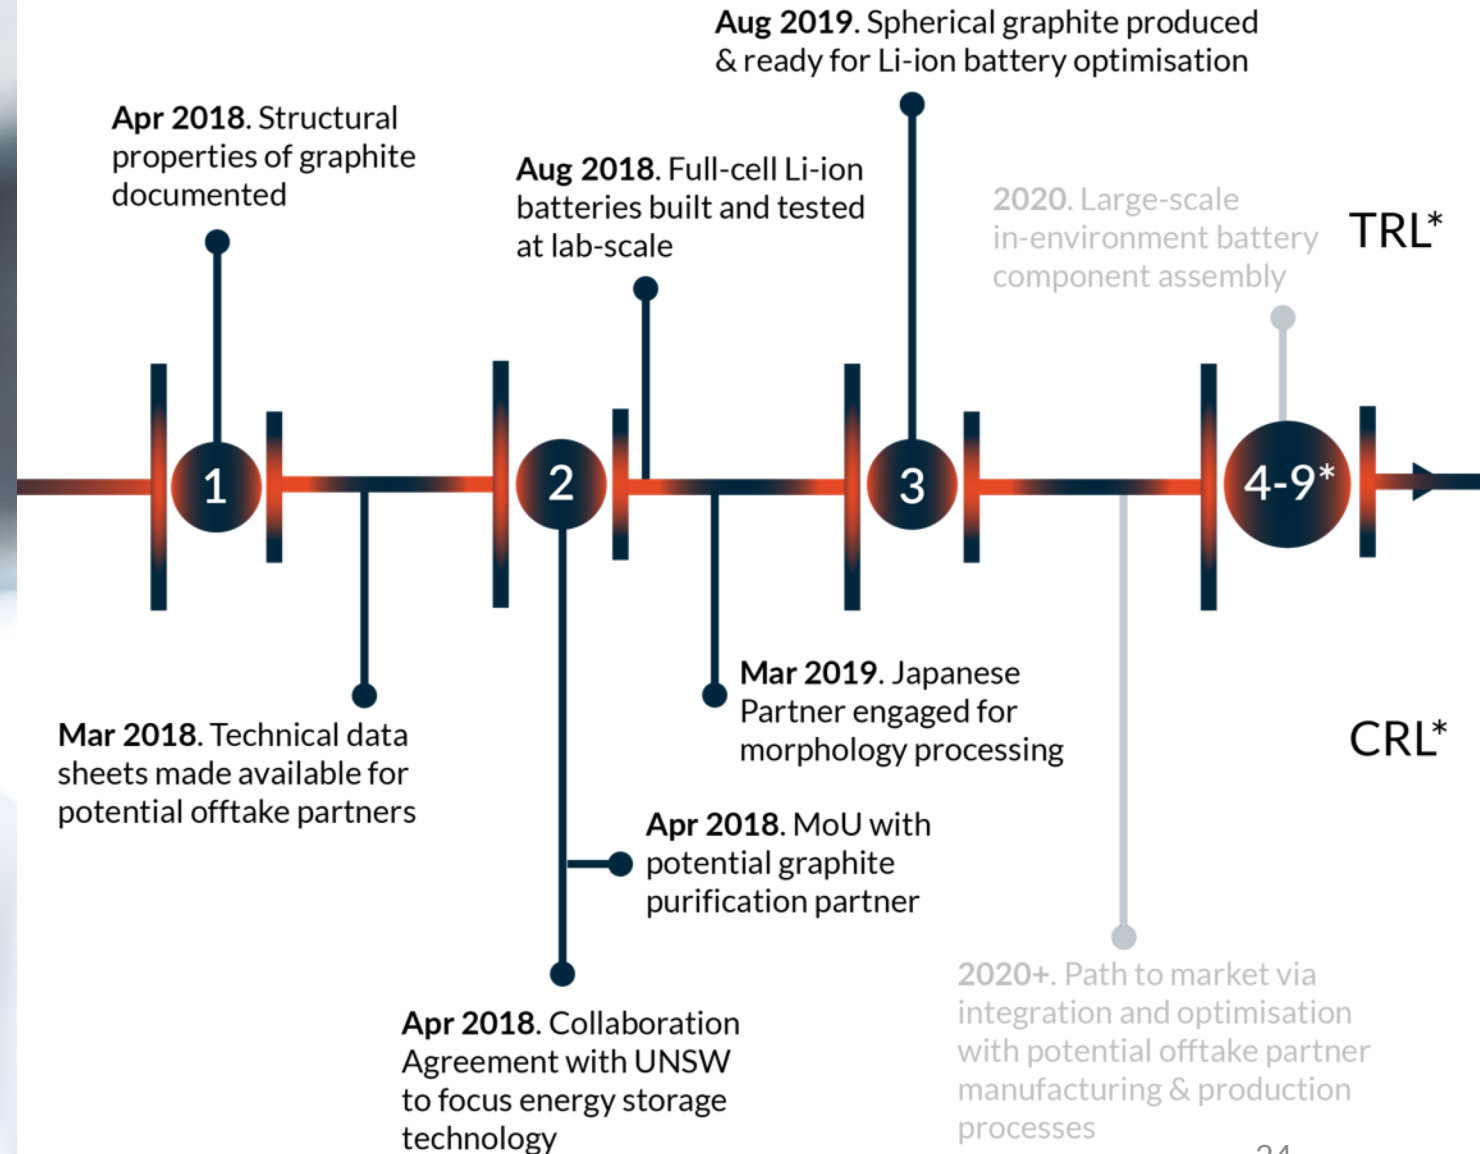 Aug 2019. Spherical graphite produced
& ready for Li-ion battery optimisation
Apr 2018. Structural
properties of graphite
documented
Aug 2018. Full-cell Li-ion
batteries built and tested
at lab-scale
2020. Large-scale
in-environment battery
component assembly
TRL*
1
2
3
4-9*
Mar 2018. Technical data
sheets made available for
potential offtake partners
Mar 2019. Japanese
Partner engaged for
morphology processing
CRL*
Apr 2018. MoU with
potential graphite
purification partner
Apr 2018. Collaboration
Agreement with UNSW
to focus energy storage
technology
2020+. Path to market via
integration and optimisation
with potential offtake partner
manufacturing & production
processes